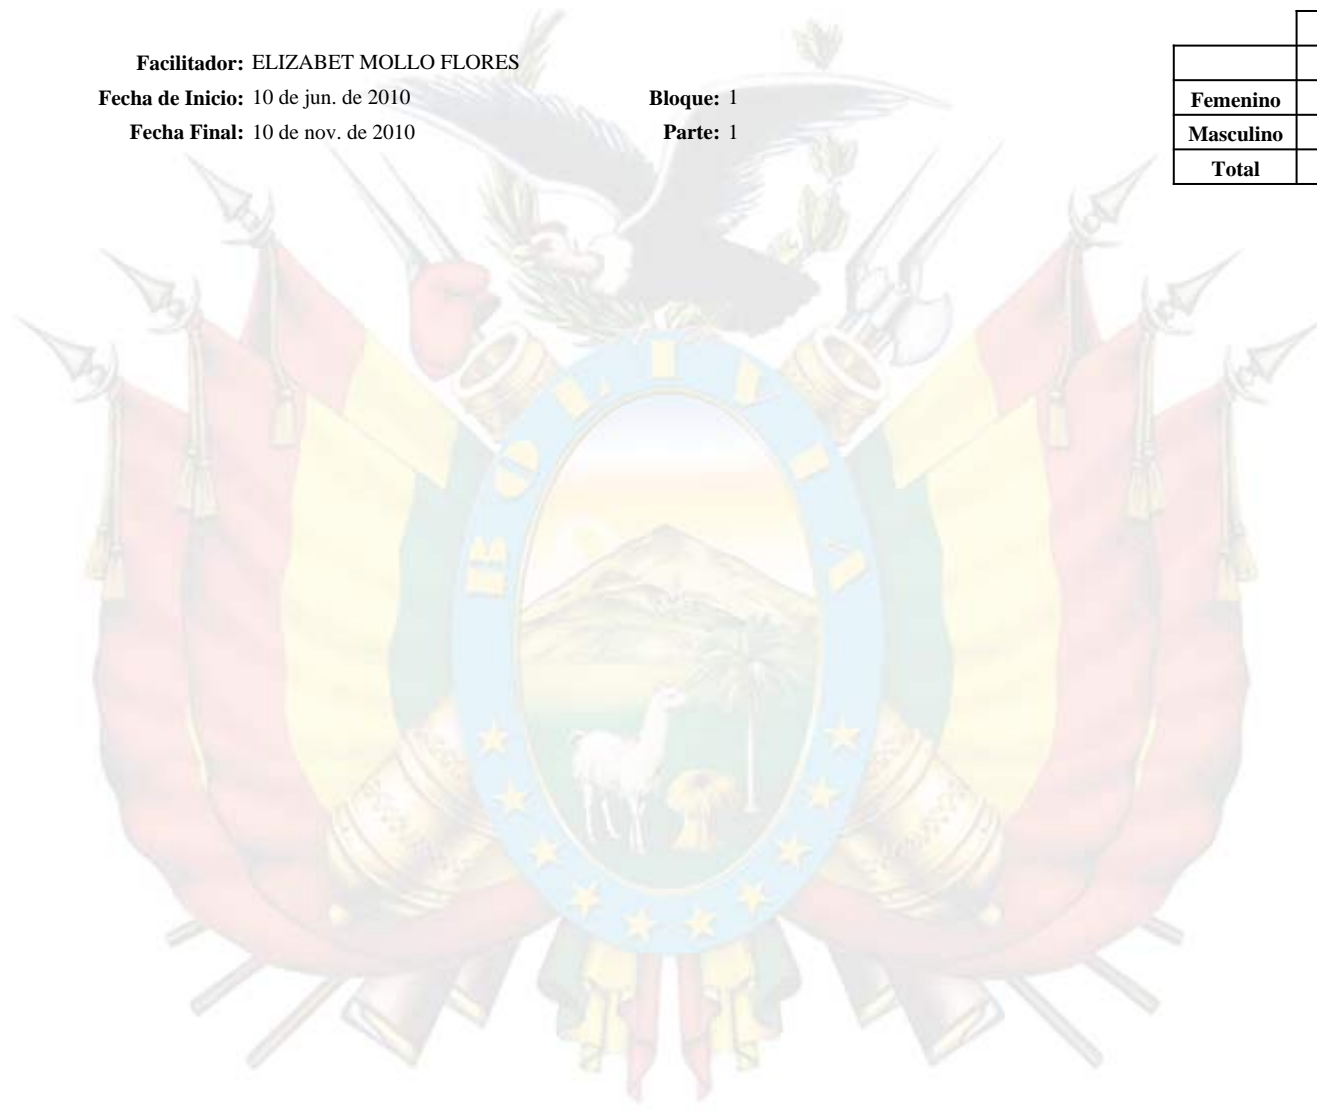 Facilitador: ELIZABET MOLLO FLORES
Fecha de Inicio: 10 de jun. de 2010 Bloque: 1
Fecha Final: 10 de nov. de 2010 Parte: 1
Femenino
Masculino
Total
BOLIVIA